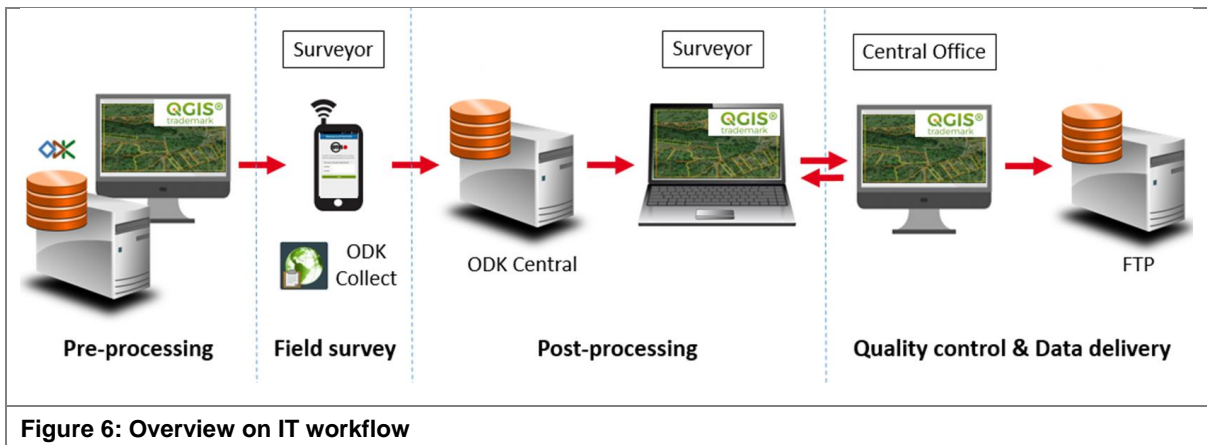 Surveyor
Surveyor
Central Office
QGIS®
trademark
QGIS®
trademark
QGIS®
trademark
ODK
Collect
ODK Central
FTP
Pre-processing
Field survey
Post-processing
Quality control & Data delivery
Figure 6: Overview on IT workflow